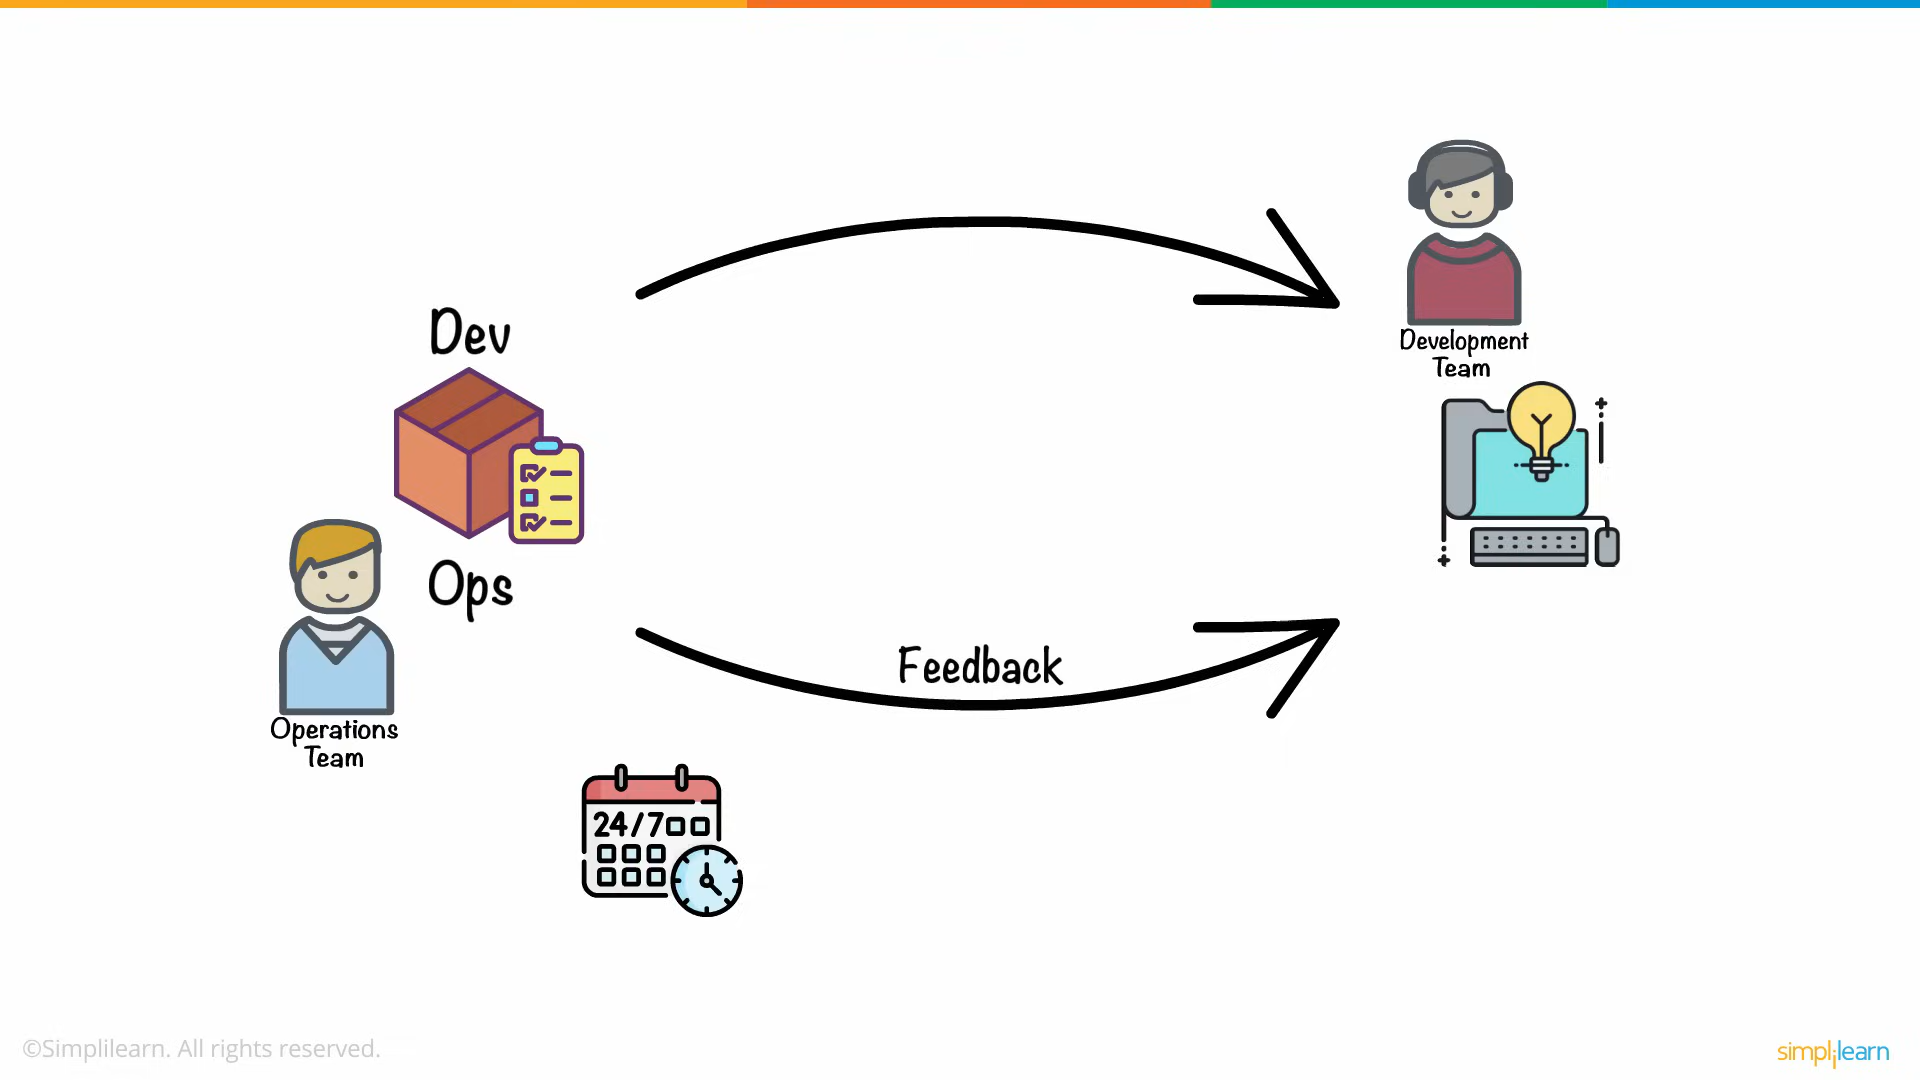 Dev
Ops
Operations
Team
Feedback
Development
Team
24/7
©Simplilearn. All rights reserved.
simplilearn